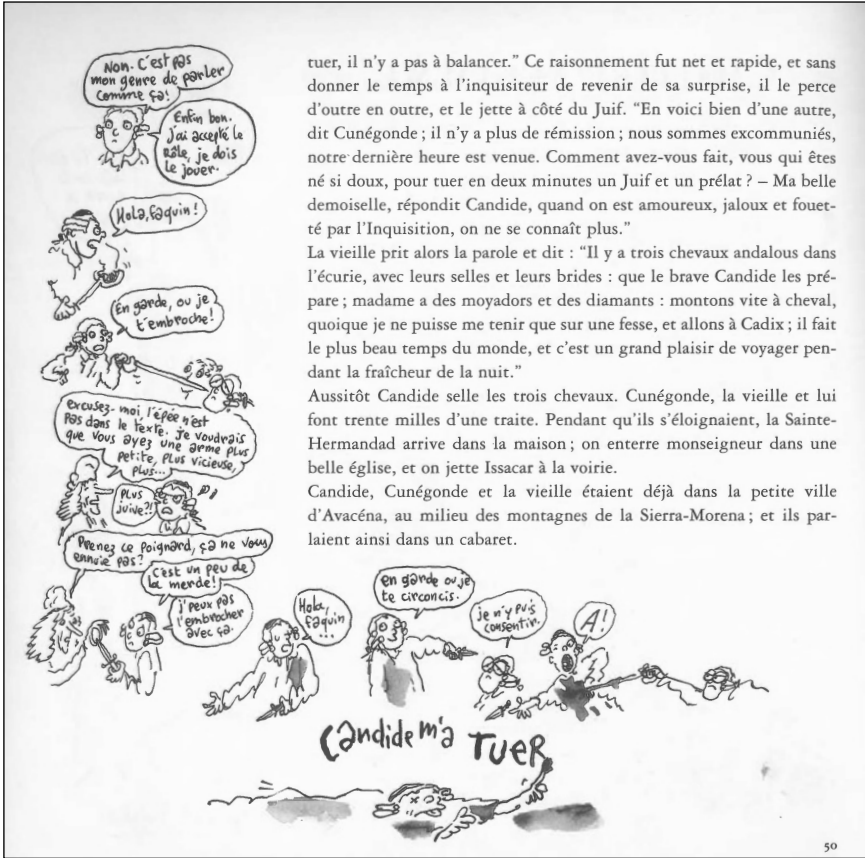 Non. C'est pas
mon genre de parler
comme ça!
Enfin bon.
J'ai accepté le
Rôle, je dois
le jouer.
Hola, faquin!
En garde, ou je
t'embroche!
excusez-moi l'épée n'est
pas dans le texte. je voudrais
que vous ayez une arme plus
petite, plus vicieuse,
plus...
Plus
juive?!
Prenez ce poignard, ça ne vous
ennuie pas?
C'est un peu de
la merde!
j'peux pas
l'embrocher
avec ça.
Hola,
faquin
...
en garde ou je
te circoncis.
je n'y puis
consentir.
A!
Candide m'a TUER
tuer, il n'y a pas à balancer.” Ce raisonnement fut net et rapide, et sans
donner le temps à l'inquisiteur de revenir de sa surprise, il le perce
d'outre en outre, et le jette à côté du Juif. “En voici bien d'une autre,
dit Cunégonde ; il n'y a plus de rémission ; nous sommes excommuniés,
notre dernière heure est venue. Comment avez-vous fait, vous qui êtes
né si doux, pour tuer en deux minutes un Juif et un prélat ? – Ma belle
demoiselle, répondit Candide, quand on est amoureux, jaloux et fouet-
té par l'Inquisition, on ne se connaît plus.”
La vieille prit alors la parole et dit : “Il y a trois chevaux andalous dans
l'écurie, avec leurs selles et leurs brides : que le brave Candide les pré-
pare ; madame a des moyadors et des diamants : montons vite à cheval,
quoique je ne puisse me tenir que sur une fesse, et allons à Cadix ; il fait
le plus beau temps du monde, et c'est un grand plaisir de voyager pen-
dant la fraîcheur de la nuit.”
Aussitôt Candide selle les trois chevaux. Cunégonde, la vieille et lui
font trente milles d'une traite. Pendant qu'ils s'éloignaient, la Sainte-
Hermandad arrive dans la maison ; on enterre monseigneur dans une
belle église, et on jette Issacar à la voirie.
Candide, Cunégonde et la vieille étaient déjà dans la petite ville
d'Avacéna, au milieu des montagnes de la Sierra-Morena ; et ils par-
laient ainsi dans un cabaret.
50